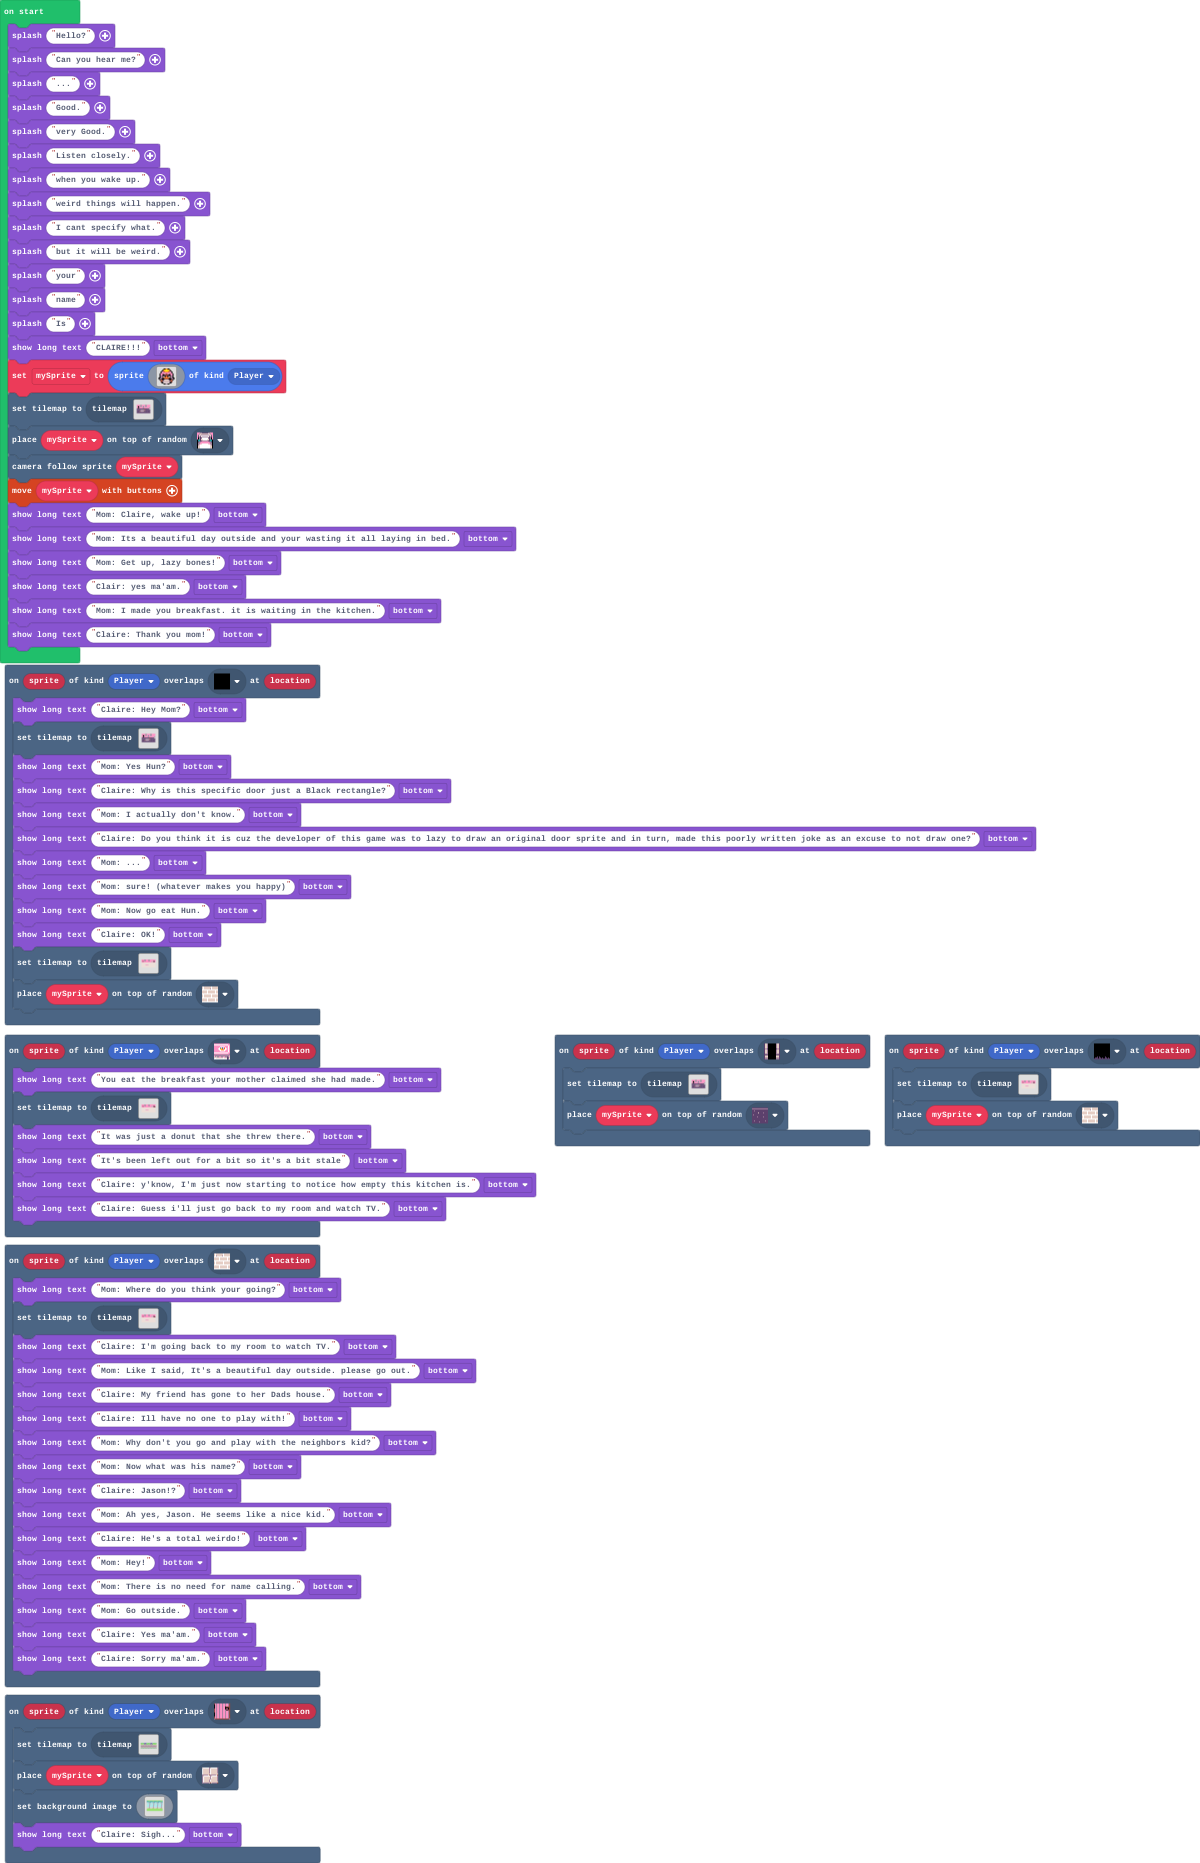 on start
splash "Hello?"
splash "Can you hear me?"
splash "..."
splash "Good."
splash "very Good."
splash "Listen closely."
splash "when you wake up."
splash "weird things will happen."
splash "I cant specify what."
splash "but it will be weird."
splash "your"
splash "name"
splash "Is"
show long text "CLAIRE!!!" bottom
set mySprite to sprite of kind Player
set tilemap to tilemap
place mySprite on top of random
camera follow sprite mySprite
move mySprite with buttons
show long text "Mom: Claire, wake up!" bottom
show long text "Mom: Its a beautiful day outside and your wasting it all laying in bed." bottom
show long text "Mom: Get up, lazy bones!" bottom
show long text "Clair: yes ma'am." bottom
show long text "Mom: I made you breakfast. it is waiting in the kitchen." bottom
show long text "Claire: Thank you mom!" bottom
on sprite of kind Player overlaps at location
show long text "Claire: Hey Mom?" bottom
set tilemap to tilemap
show long text "Mom: Yes Hun?" bottom
show long text "Claire: Why is this specific door just a Black rectangle?" bottom
show long text "Mom: I actually don't know." bottom
show long text "Claire: Do you think it is cuz the developer of this game was to lazy to draw an original door sprite and in turn, made this poorly written joke as an excuse to not draw one?" bottom
show long text "Mom: ..." bottom
show long text "Mom: sure! (whatever makes you happy)" bottom
show long text "Mom: Now go eat Hun." bottom
show long text "Claire: OK!" bottom
set tilemap to tilemap
place mySprite on top of random
on sprite of kind Player overlaps at location
show long text "You eat the breakfast your mother claimed she had made." bottom
set tilemap to tilemap
show long text "It was just a donut that she threw there." bottom
show long text "It's been left out for a bit so it's a bit stale" bottom
show long text "Claire: y'know, I'm just now starting to notice how empty this kitchen is." bottom
show long text "Claire: Guess i'll just go back to my room and watch TV." bottom
on sprite of kind Player overlaps at location
set tilemap to tilemap
place mySprite on top of random
on sprite of kind Player overlaps at location
set tilemap to tilemap
place mySprite on top of random
on sprite of kind Player overlaps at location
show long text "Mom: Where do you think your going?" bottom
set tilemap to tilemap
show long text "Claire: I'm going back to my room to watch TV." bottom
show long text "Mom: Like I said, It's a beautiful day outside. please go out." bottom
show long text "Claire: My friend has gone to her Dads house." bottom
show long text "Claire: Ill have no one to play with!" bottom
show long text "Mom: Why don't you go and play with the neighbors kid?" bottom
show long text "Mom: Now what was his name?" bottom
show long text "Claire: Jason!?" bottom
show long text "Mom: Ah yes, Jason. He seems like a nice kid." bottom
show long text "Claire: He's a total weirdo!" bottom
show long text "Mom: Hey!" bottom
show long text "Mom: There is no need for name calling." bottom
show long text "Mom: Go outside." bottom
show long text "Claire: Yes ma'am." bottom
show long text "Claire: Sorry ma'am." bottom
on sprite of kind Player overlaps at location
set tilemap to tilemap
place mySprite on top of random
set background image to
show long text "Claire: Sigh..." bottom